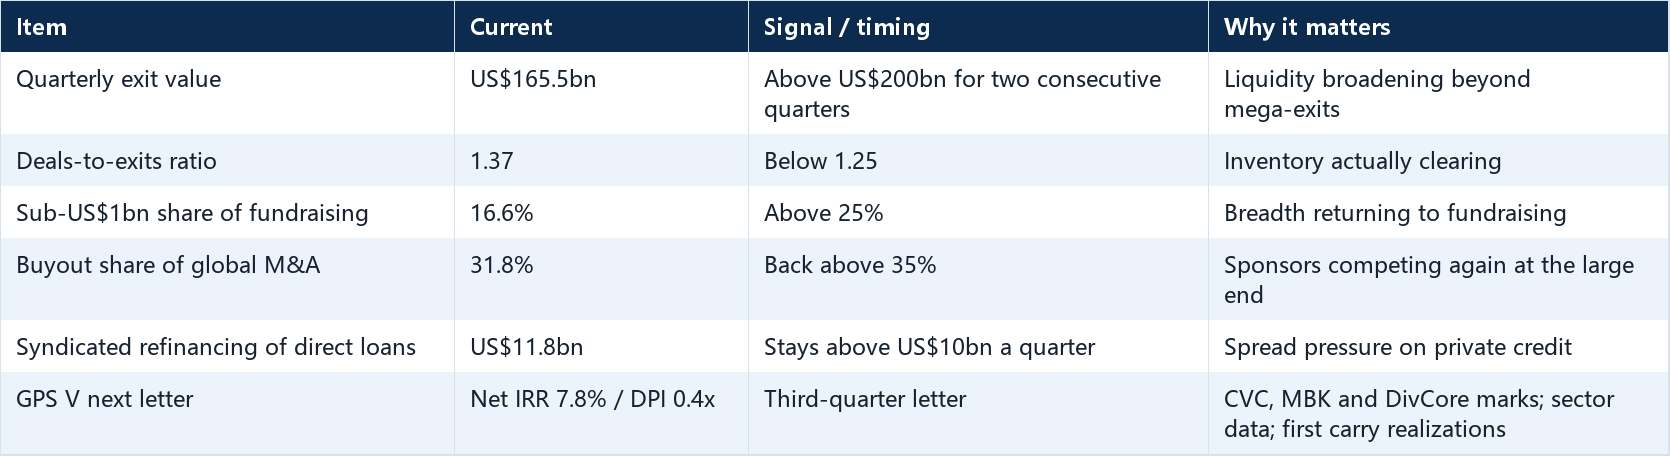 Item Current Signal / timing Why it matters
Quarterly exit value US$165.5bn Above US$200bn for two consecutive Liquidity broadening beyond
quarters mega-exits
Deals-to-exits ratio 1.37 Below 1.25 Inventory actually clearing
Sub-US$1bn share of fundraising 16.6% Above 25% Breadth returning to fundraising
Buyout share of global M&A 31.8% Back above 35% Sponsors competing again at the large
end
Syndicated refinancing of direct loans US$11.8bn Stays above US$10bn a quarter Spread pressure on private credit
GPS V next letter Net IRR 7.8% / DPI 0.4x Third-quarter letter CVC, MBK and DivCore marks; sector
data; first carry realizations